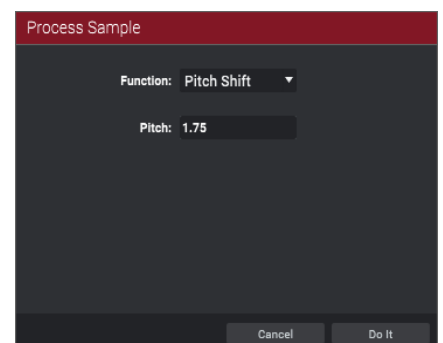 Process Sample
Function: Pitch Shift
Pitch: 1.75
Cancel Do It